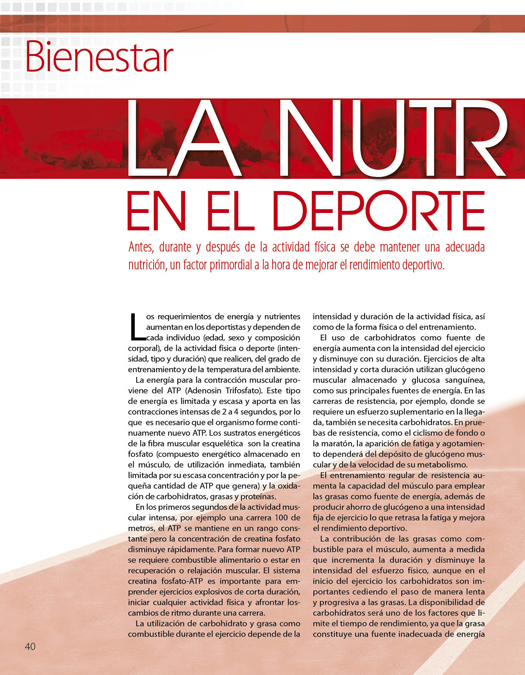 Bienestar
LA NUTR
EN EL DEPORTE
Antes, durante y después de la actividad física se debe mantener una adecuada
nutrición, un factor primordial a la hora de mejorar el rendimiento deportivo.
Los requerimientos de energía y nutrientes
aumentan en los deportistas y dependen de
cada individuo (edad, sexo y composición
corporal), de la actividad física o deporte (inten-
sidad, tipo y duración) que realicen, del grado de
entrenamiento y de la temperatura del ambiente.
La energía para la contracción muscular pro-
viene del ATP (Adenosin Trifosfato). Este tipo
de energía es limitada y escasa y aporta en las
contracciones intensas de 2 a 4 segundos, por lo
que es necesario que el organismo forme conti-
nuamente nuevo ATP. Los sustratos energéticos
de la fibra muscular esquelética son la creatina
fosfato (compuesto energético almacenado en
el músculo, de utilización inmediata, también
limitada por su escasa concentración y por la pe-
queña cantidad de ATP que genera) y la oxida-
ción de carbohidratos, grasas y proteínas.
En los primeros segundos de la actividad mus-
cular intensa, por ejemplo una carrera 100 de
metros, el ATP se mantiene en un rango cons-
tante pero la concentración de creatina fosfato
disminuye rápidamente. Para formar nuevo ATP
se requiere combustible alimentario o estar en
recuperación o relajación muscular. El sistema
creatina fosfato-ATP es importante para em-
prender ejercicios explosivos de corta duración,
iniciar cualquier actividad física y afrontar los-
cambios de ritmo durante una carrera.
La utilización de carbohidrato y grasa como
combustible durante el ejercicio depende de la
intensidad y duración de la actividad física, así
como de la forma física o del entrenamiento.
El uso de carbohidratos como fuente de
energía aumenta con la intensidad del ejercicio
y disminuye con su duración. Ejercicios de alta
intensidad y corta duración utilizan glucógeno
muscular almacenado y glucosa sanguínea,
como sus principales fuentes de energía. En las
carreras de resistencia, por ejemplo, donde se
requiere un esfuerzo suplementario en la llega-
da, también se necesita carbohidratos. En prue-
bas de resistencia, como el ciclismo de fondo o
la maratón, la aparición de fatiga y agotamien-
to dependerá del depósito de glucógeno mus-
cular y de la velocidad de su metabolismo.
El entrenamiento regular de resistencia au-
menta la capacidad del músculo para emplear
las grasas como fuente de energía, además de
producir ahorro de glucógeno a una intensidad
fija de ejercicio lo que retrasa la fatiga y mejora
el rendimiento deportivo.
La contribución de las grasas como com-
bustible para el músculo, aumenta a medida
que incrementa la duración y disminuye la
intensidad del esfuerzo físico, aunque en el
inicio del ejercicio los carbohidratos son im-
portantes cediendo el paso de manera lenta
y progresiva a las grasas. La disponibilidad de
carbohidratos será uno de los factores que li-
mite el tiempo de rendimiento, ya que la grasa
constituye una fuente inadecuada de energía
40